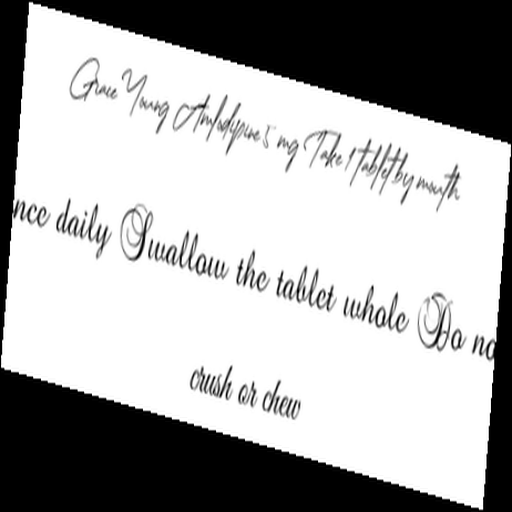 Grace Young Amlodipine 5 mg Take 1 tablet by mouth
nce daily Swallow the tablet whole Do no
crush or chew